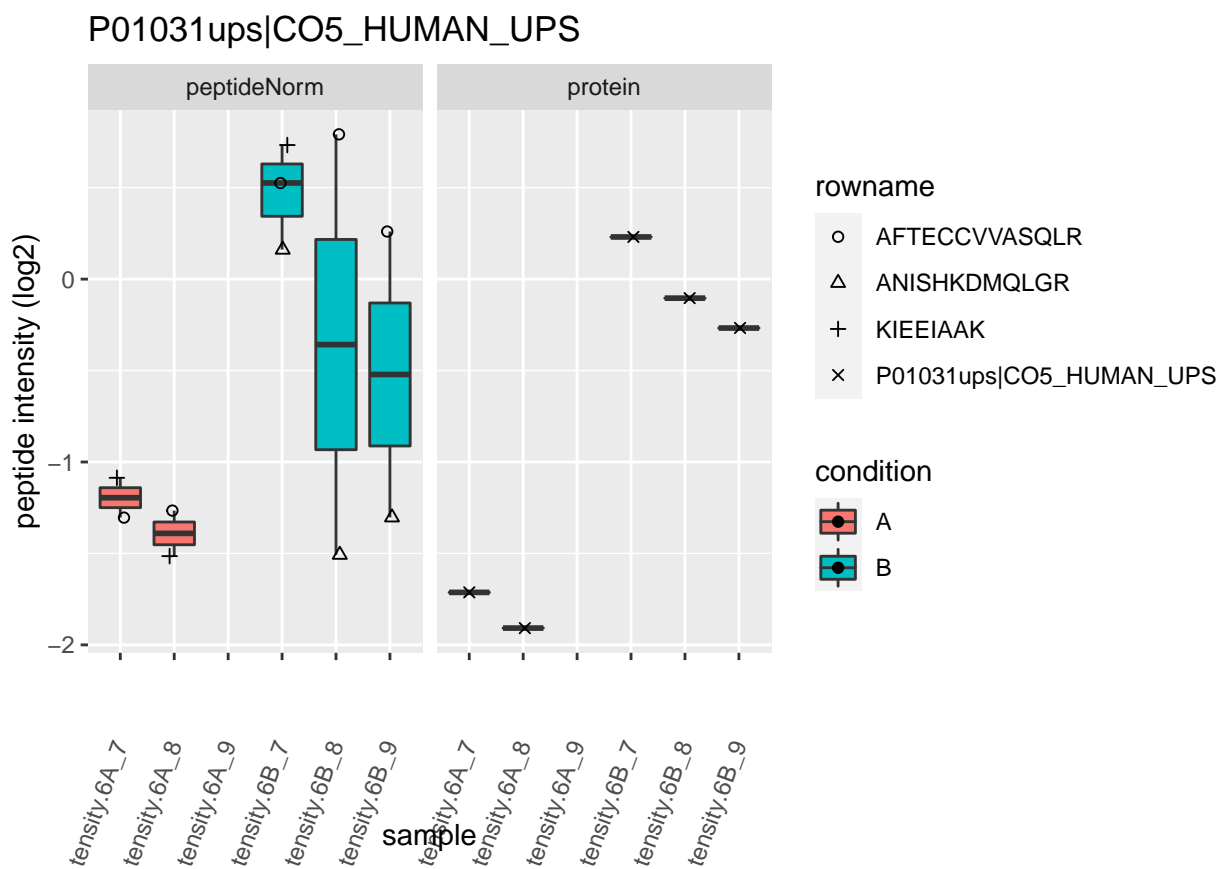 P01031ups|CO5_HUMAN_UPS
peptideNorm
protein
peptide intensity (log2)
0
−1
−2
tensity.6A_7
tensity.6A_8
tensity.6A_9
tensity.6B_7
tensity.6B_8
tensity.6B_9
tensity.6A_7
tensity.6A_8
tensity.6A_9
tensity.6B_7
tensity.6B_8
tensity.6B_9
sample
rowname
AFTECCVVASQLR
ANISHKDMQLGR
KIEEIAAK
P01031ups|CO5_HUMAN_UPS
condition
A
B